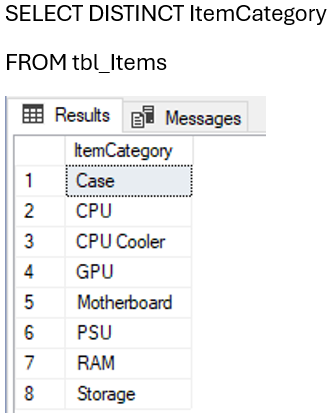 SELECT DISTINCT ItemCategory
FROM tbl_Items
Results Messages
ItemCategory
1 Case
2 CPU
3 CPU Cooler
4 GPU
5 Motherboard
6 PSU
7 RAM
8 Storage